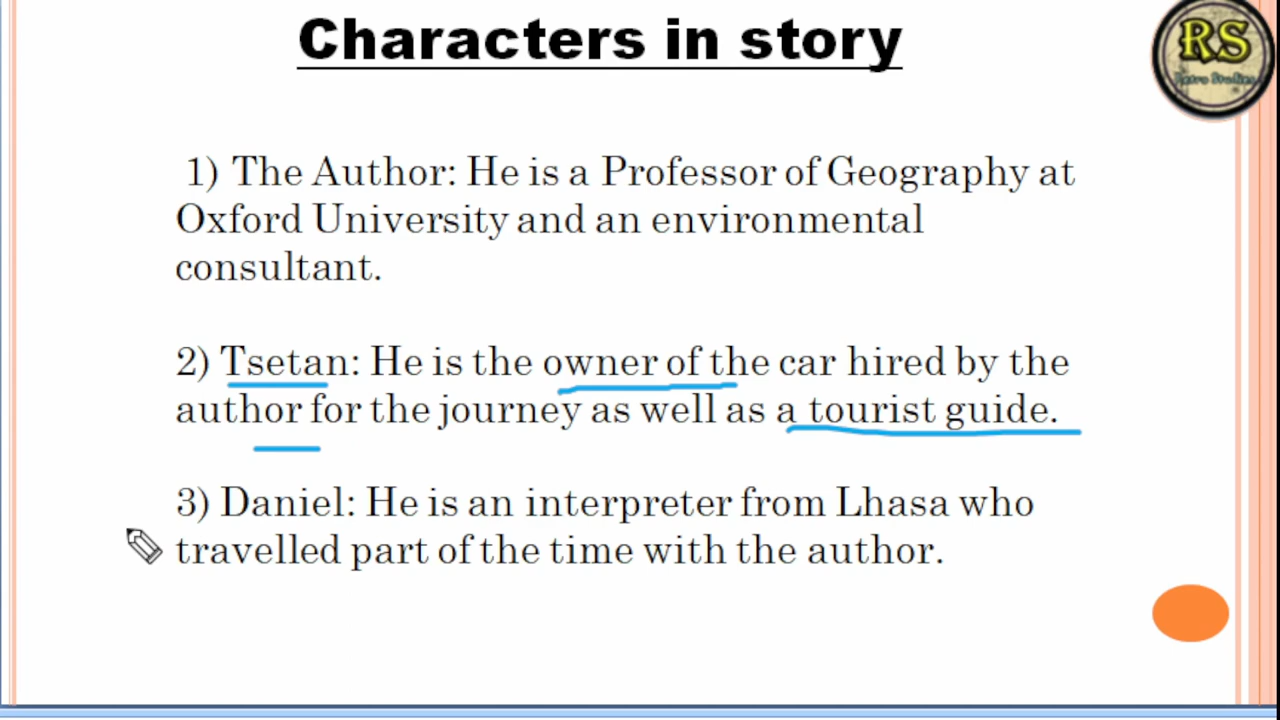 Characters in story
RS
Retro Studies
1) The Author: He is a Professor of Geography at
Oxford University and an environmental
consultant.
2) Tsetan: He is the owner of the car hired by the
author for the journey as well as a tourist guide.
3) Daniel: He is an interpreter from Lhasa who
travelled part of the time with the author.